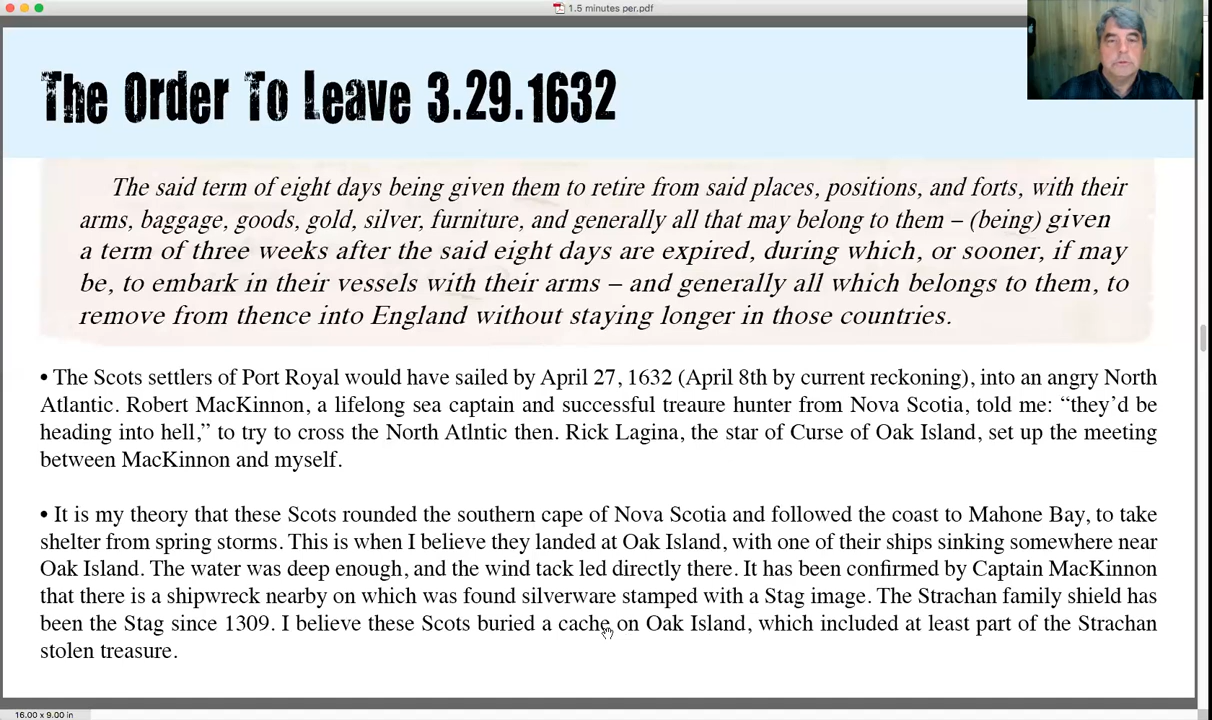 1.5 minutes per.pdf
The Order To Leave 3.29.1632
The said term of eight days being given them to retire from said places, positions, and forts, with their
arms, baggage, goods, gold, silver, furniture, and generally all that may belong to them – (being) given
a term of three weeks after the said eight days are expired, during which, or sooner, if may
be, to embark in their vessels with their arms – and generally all which belongs to them, to
remove from thence into England without staying longer in those countries.
• The Scots settlers of Port Royal would have sailed by April 27, 1632 (April 8th by current reckoning), into an angry North
Atlantic. Robert MacKinnon, a lifelong sea captain and successful treaure hunter from Nova Scotia, told me: “they’d be
heading into hell,” to try to cross the North Atlntic then. Rick Lagina, the star of Curse of Oak Island, set up the meeting
between MacKinnon and myself.
• It is my theory that these Scots rounded the southern cape of Nova Scotia and followed the coast to Mahone Bay, to take
shelter from spring storms. This is when I believe they landed at Oak Island, with one of their ships sinking somewhere near
Oak Island. The water was deep enough, and the wind tack led directly there. It has been confirmed by Captain MacKinnon
that there is a shipwreck nearby on which was found silverware stamped with a Stag image. The Strachan family shield has
been the Stag since 1309. I believe these Scots buried a cache on Oak Island, which included at least part of the Strachan
stolen treasure.
16.00 x 9.00 in